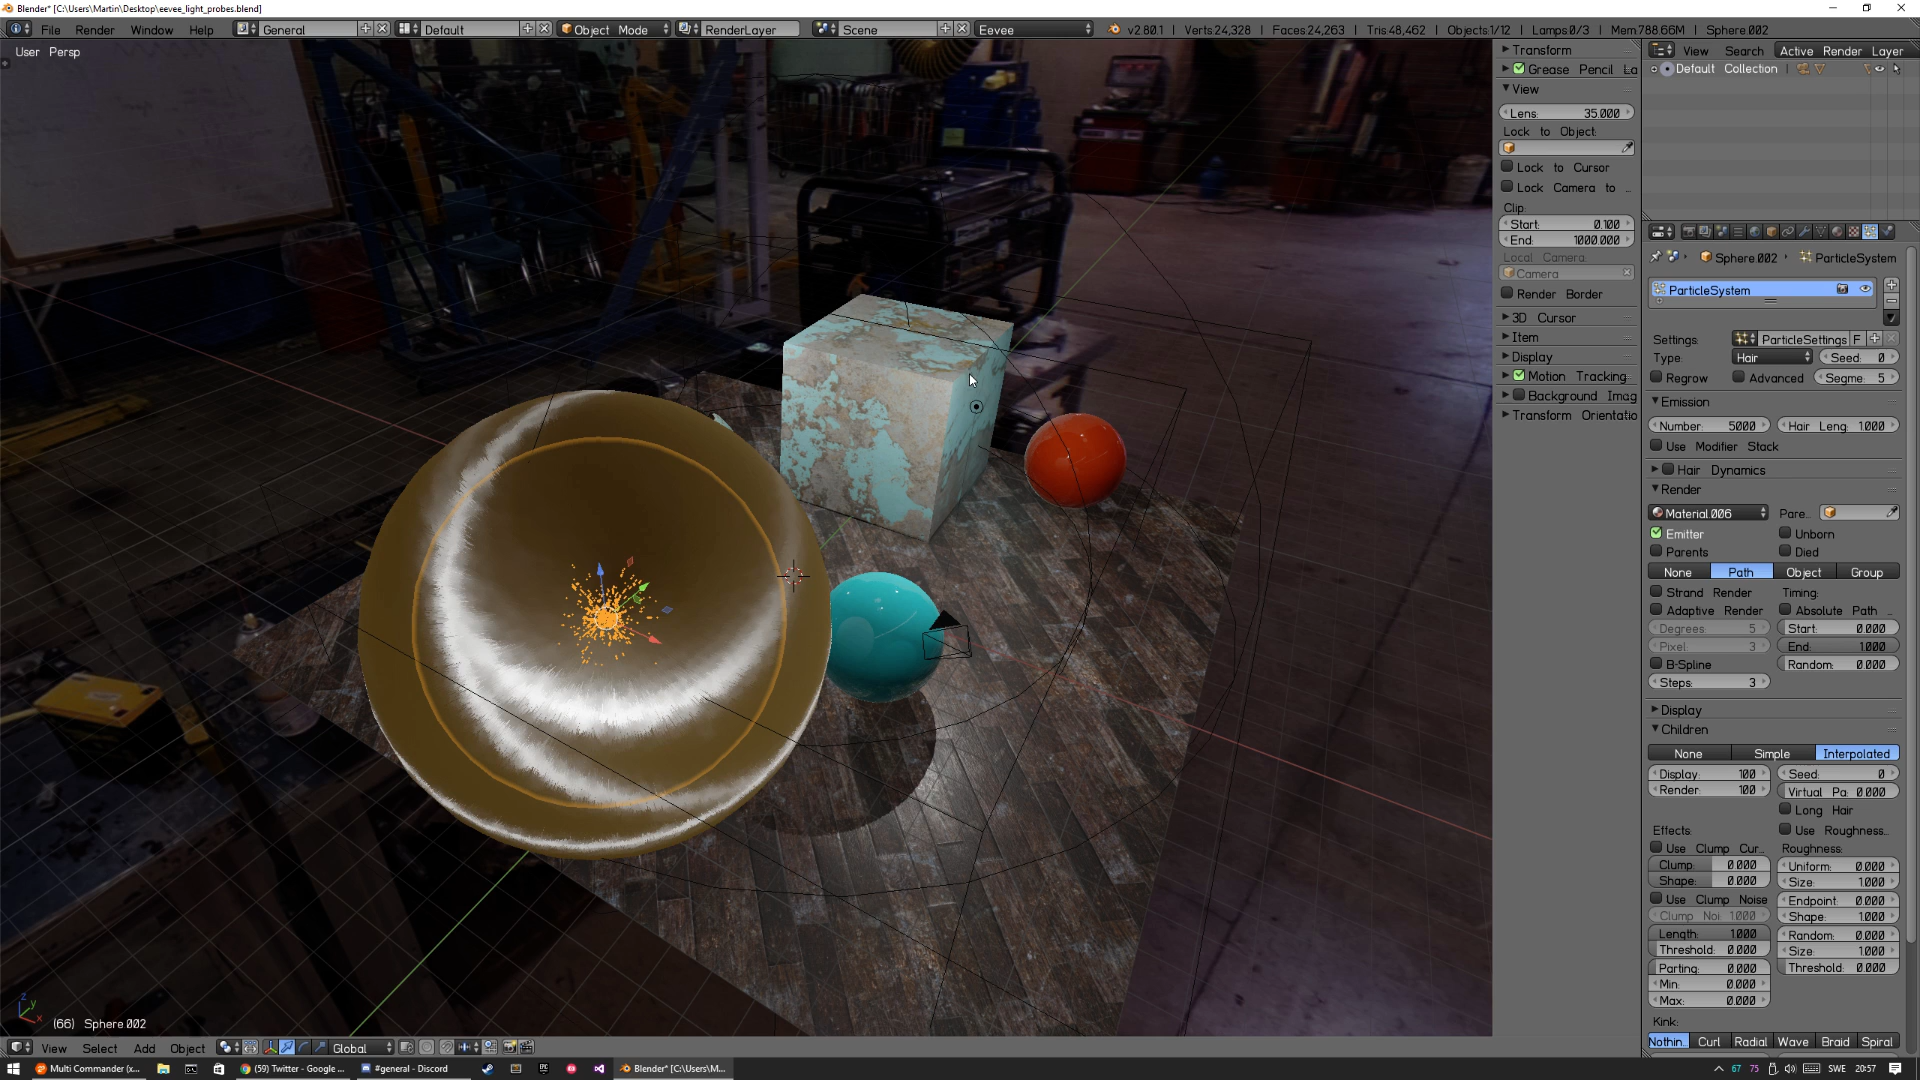 Blender* [C:\Users\Martin\Desktop\eevee_light_probes.blend]
File Render Window Help General Default Object Mode RenderLayer Scene Eevee v2.80.1 | Verts:24,328 | Faces:24,263 | Tris:48,462 | Objects:1/12 | Lamps:0/3 | Mem:788.66M | Sphere.002
User Persp
Transform
Grease Pencil La
View
Lens: 35.000
Lock to Object:
Lock to Cursor
Lock Camera to ..
Clip:
Start: 0.100
End: 1000.000
Local Camera:
Camera
Render Border
3D Cursor
Item
Display
Motion Tracking
Background Imag
Transform Orientatio
View Search Active Render Layer
Default Collection
Sphere.002 ParticleSystem
ParticleSystem
Settings: ParticleSettings F
Type: Hair Seed: 0
Regrow Advanced Segme: 5
Emission
Number: 5000 Hair Leng: 1.000
Use Modifier Stack
Hair Dynamics
Render
Material.006 Pare..
Emitter Unborn
Parents Died
None Path Object Group
Strand Render Timing:
Adaptive Render Absolute Path ..
Degrees: 5 Start: 0.000
Pixel: 3 End: 1.000
B-Spline Random: 0.000
Steps: 3
Display
Children
None Simple Interpolated
Display: 100 Seed: 0
Render: 100 Virtual Pa: 0.000
Long Hair
Effects: Use Roughness...
Use Clump Cur.. Roughness:
Clump: 0.000 Uniform: 0.000
Shape: 0.000 Size: 1.000
Use Clump Noise Endpoint: 0.000
Clump Noi: 1.000 Shape: 1.000
Length: 1.000 Random: 0.000
Threshold: 0.000 Size: 1.000
Parting: 0.000 Threshold: 0.000
Min: 0.000
Max: 0.000
Kink:
Nothin.. Curl Radial Wave Braid Spiral
z
y
x
(66) Sphere.002
View Select Add Object Global
Multi Commander (x... (59) Twitter - Google ... #general - Discord Blender* [C:\Users\M... 67 75 SWE 20:57